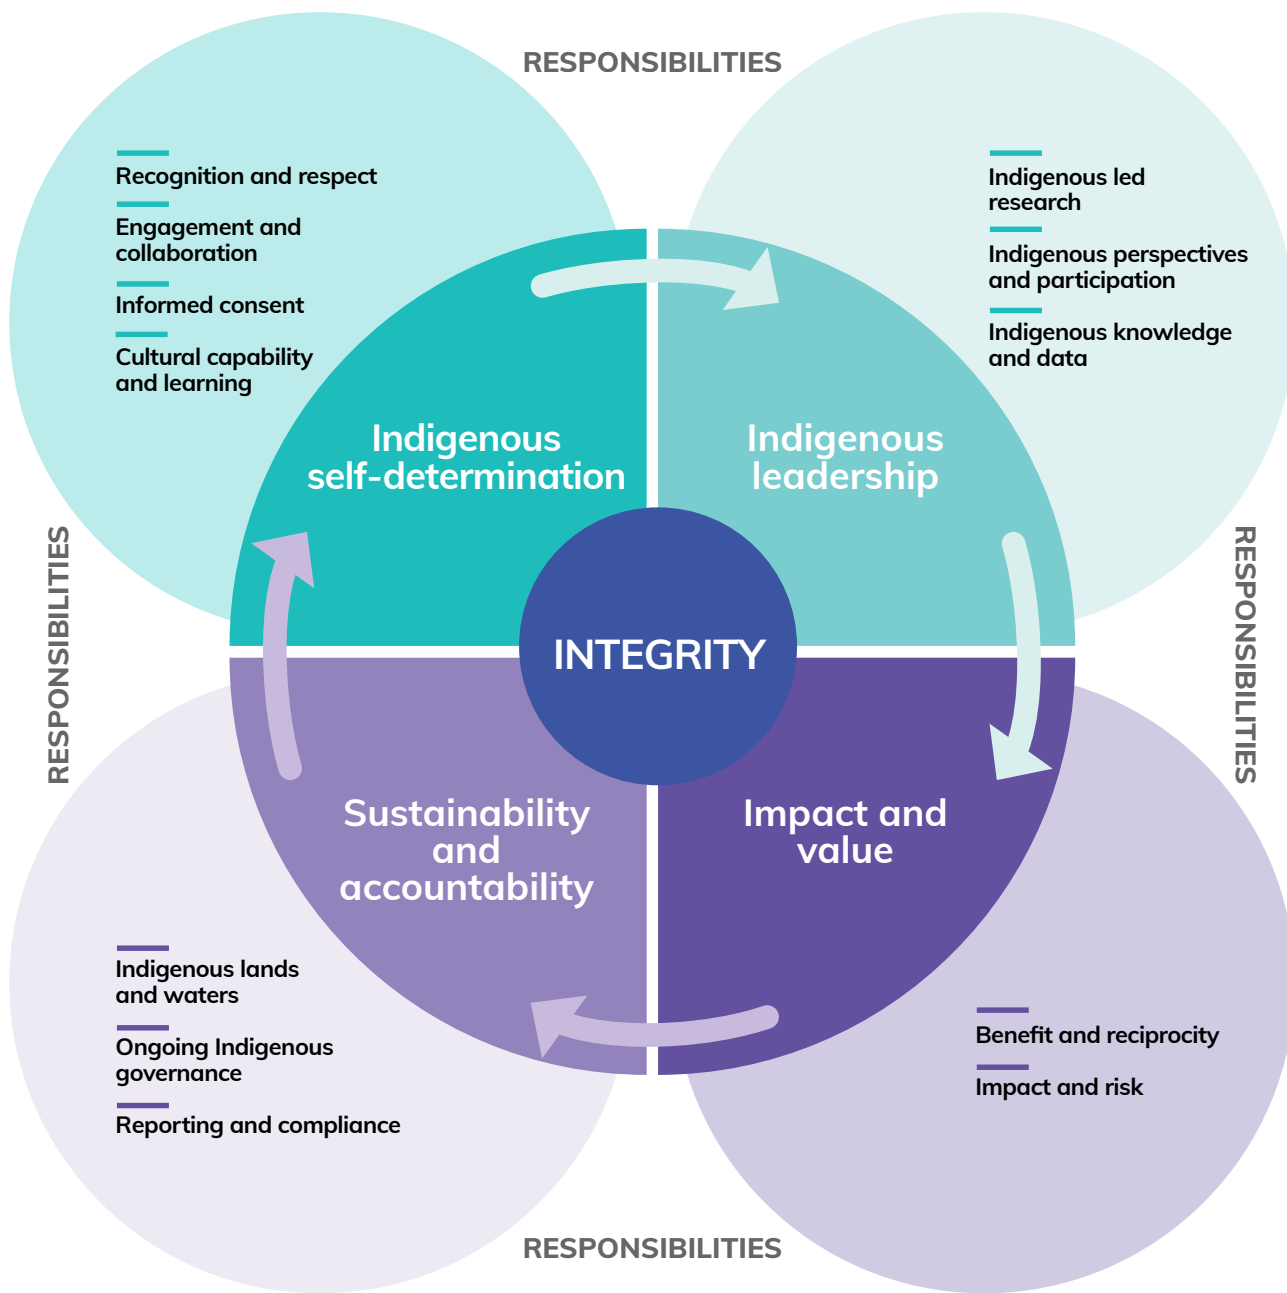 RESPONSIBILITIES
Recognition and respect
Engagement and
collaboration
Informed consent
Cultural capability
and learning
Indigenous led
research
Indigenous perspectives
and participation
Indigenous knowledge
and data
Indigenous
self-determination
Indigenous
leadership
RESPONSIBILITIES
INTEGRITY
RESPONSIBILITIES
Sustainability
and
accountability
Impact and
value
Indigenous lands
and waters
Ongoing Indigenous
governance
Reporting and compliance
Benefit and reciprocity
Impact and risk
RESPONSIBILITIES